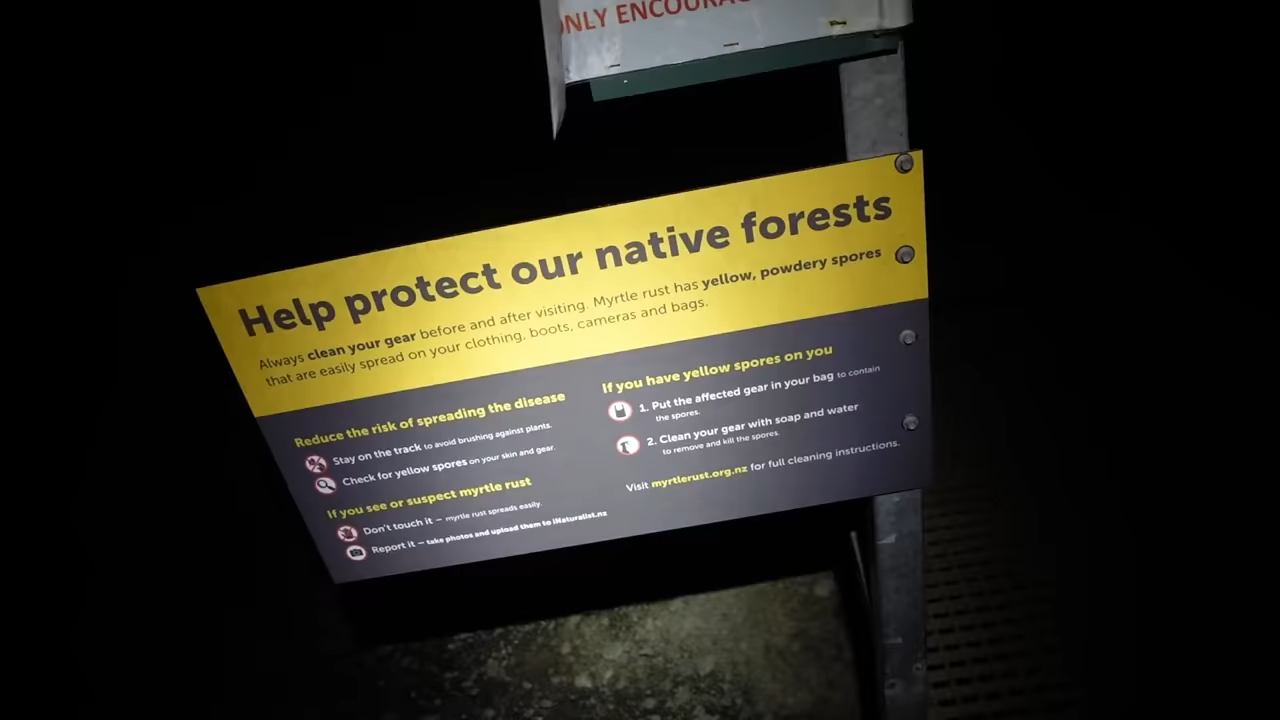 ONLY ENCOURAG
Help protect our native forests
Always clean your gear before and after visiting. Myrtle rust has yellow, powdery spores
that are easily spread on your clothing, boots, cameras and bags.
Reduce the risk of spreading the disease
Stay on the track to avoid brushing against plants.
Check for yellow spores on your skin and gear.
If you see or suspect myrtle rust
Don't touch it – myrtle rust spreads easily.
Report it – take photos and upload them to iNaturalist.nz
If you have yellow spores on you
1. Put the affected gear in your bag to contain
the spores.
2. Clean your gear with soap and water
to remove and kill the spores.
Visit myrtlerust.org.nz for full cleaning instructions.